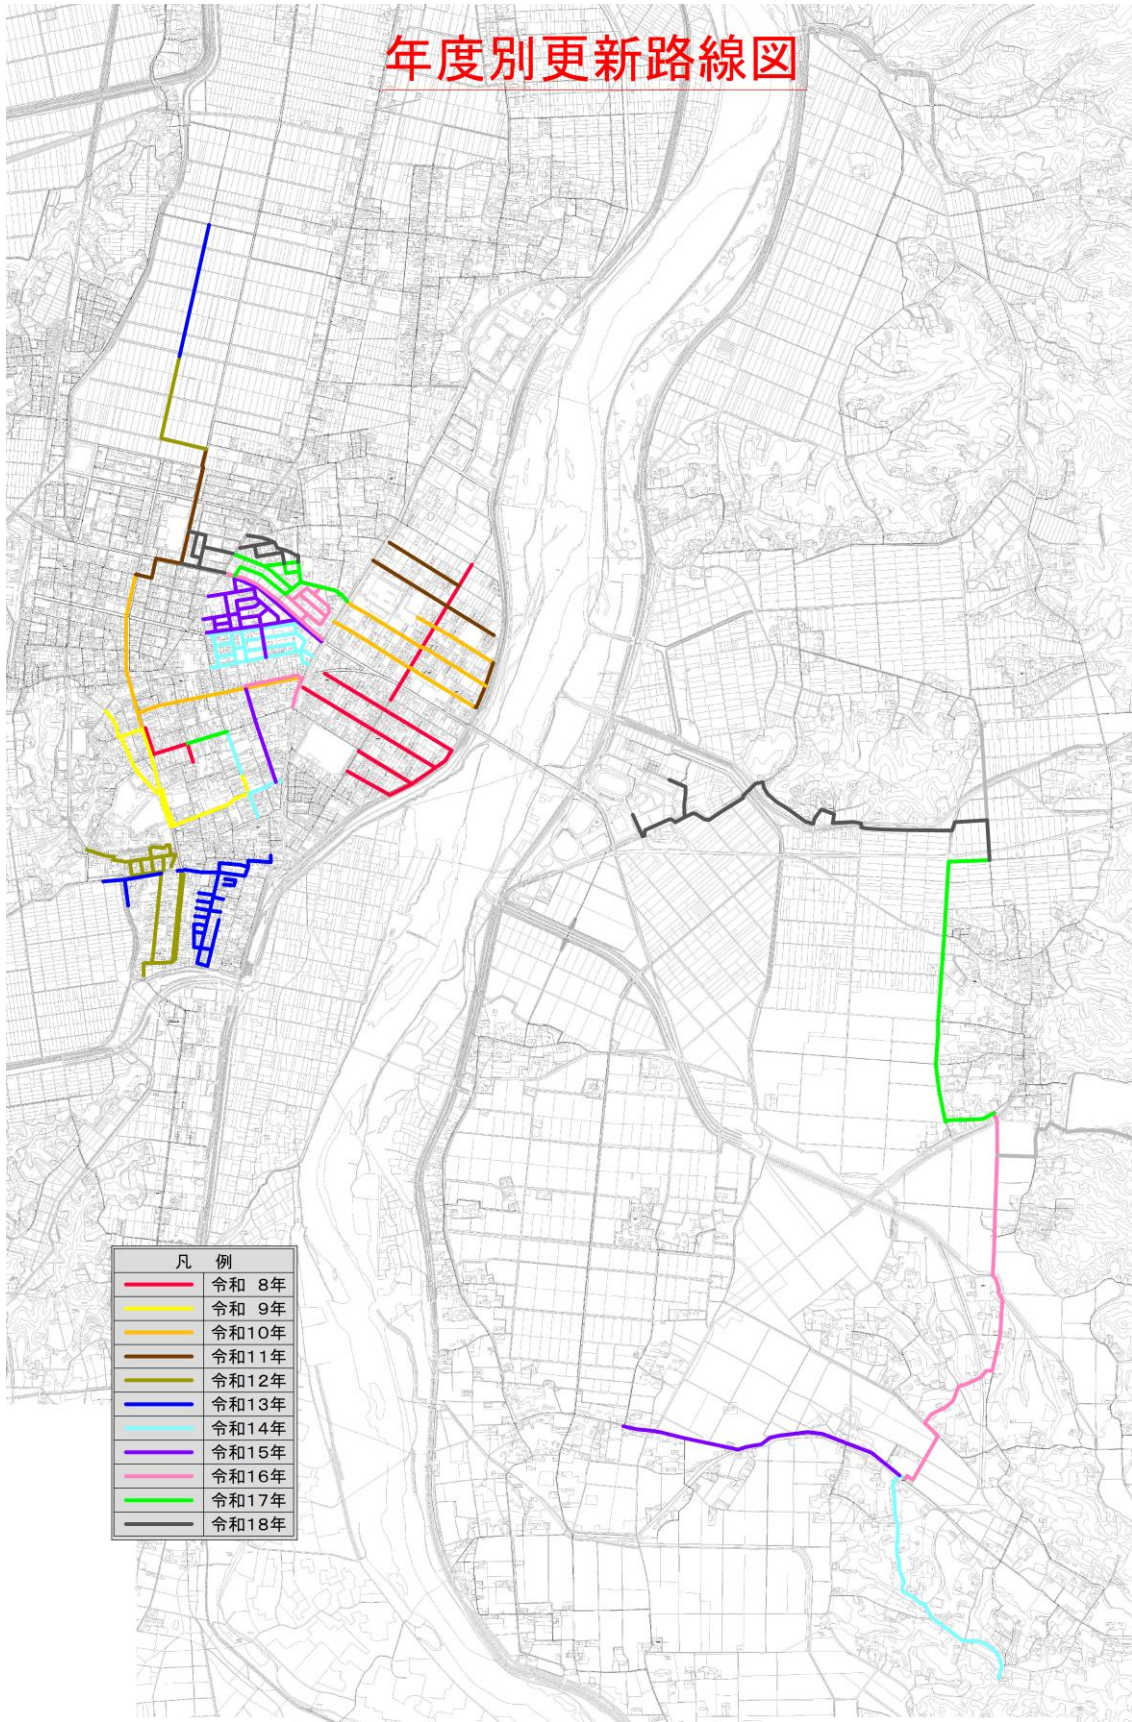 年度別更新路線図
凡 例
令和 8年
令和 9年
令和10年
令和11年
令和12年
令和13年
令和14年
令和15年
令和16年
令和17年
令和18年